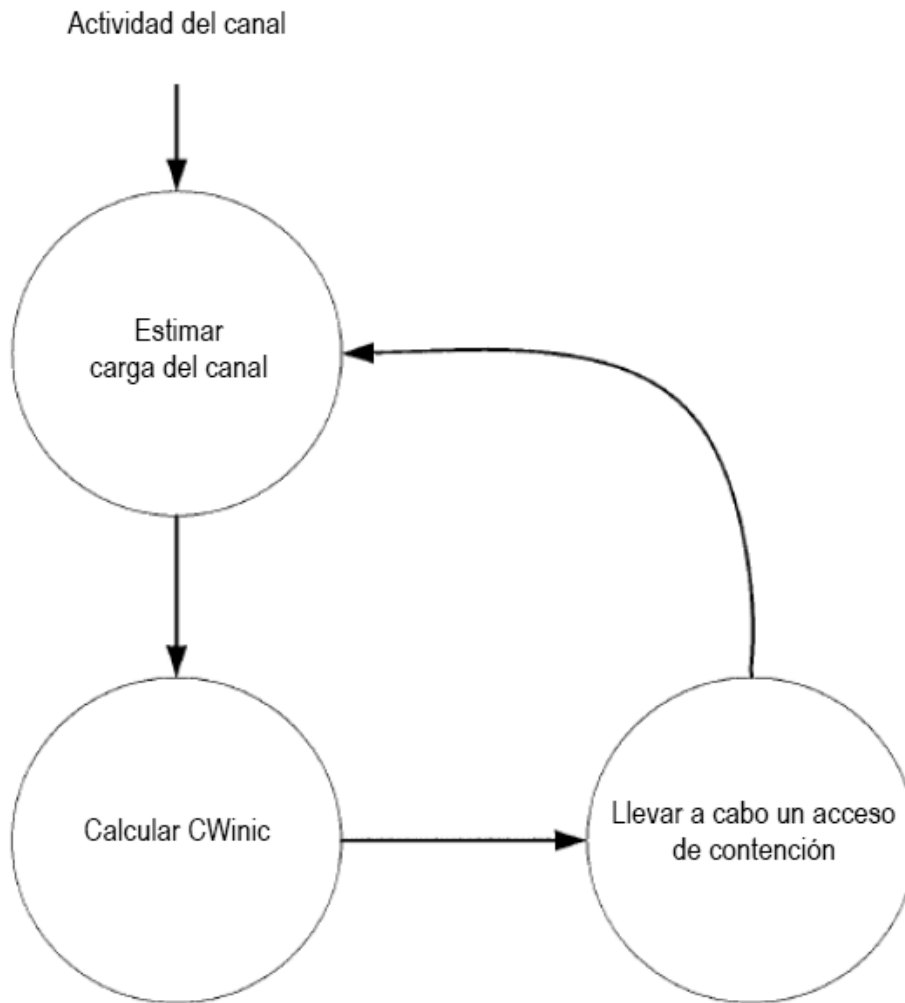 Actividad del canal
Estimar
carga del canal
Calcular CWinic
Llevar a cabo un acceso
de contención